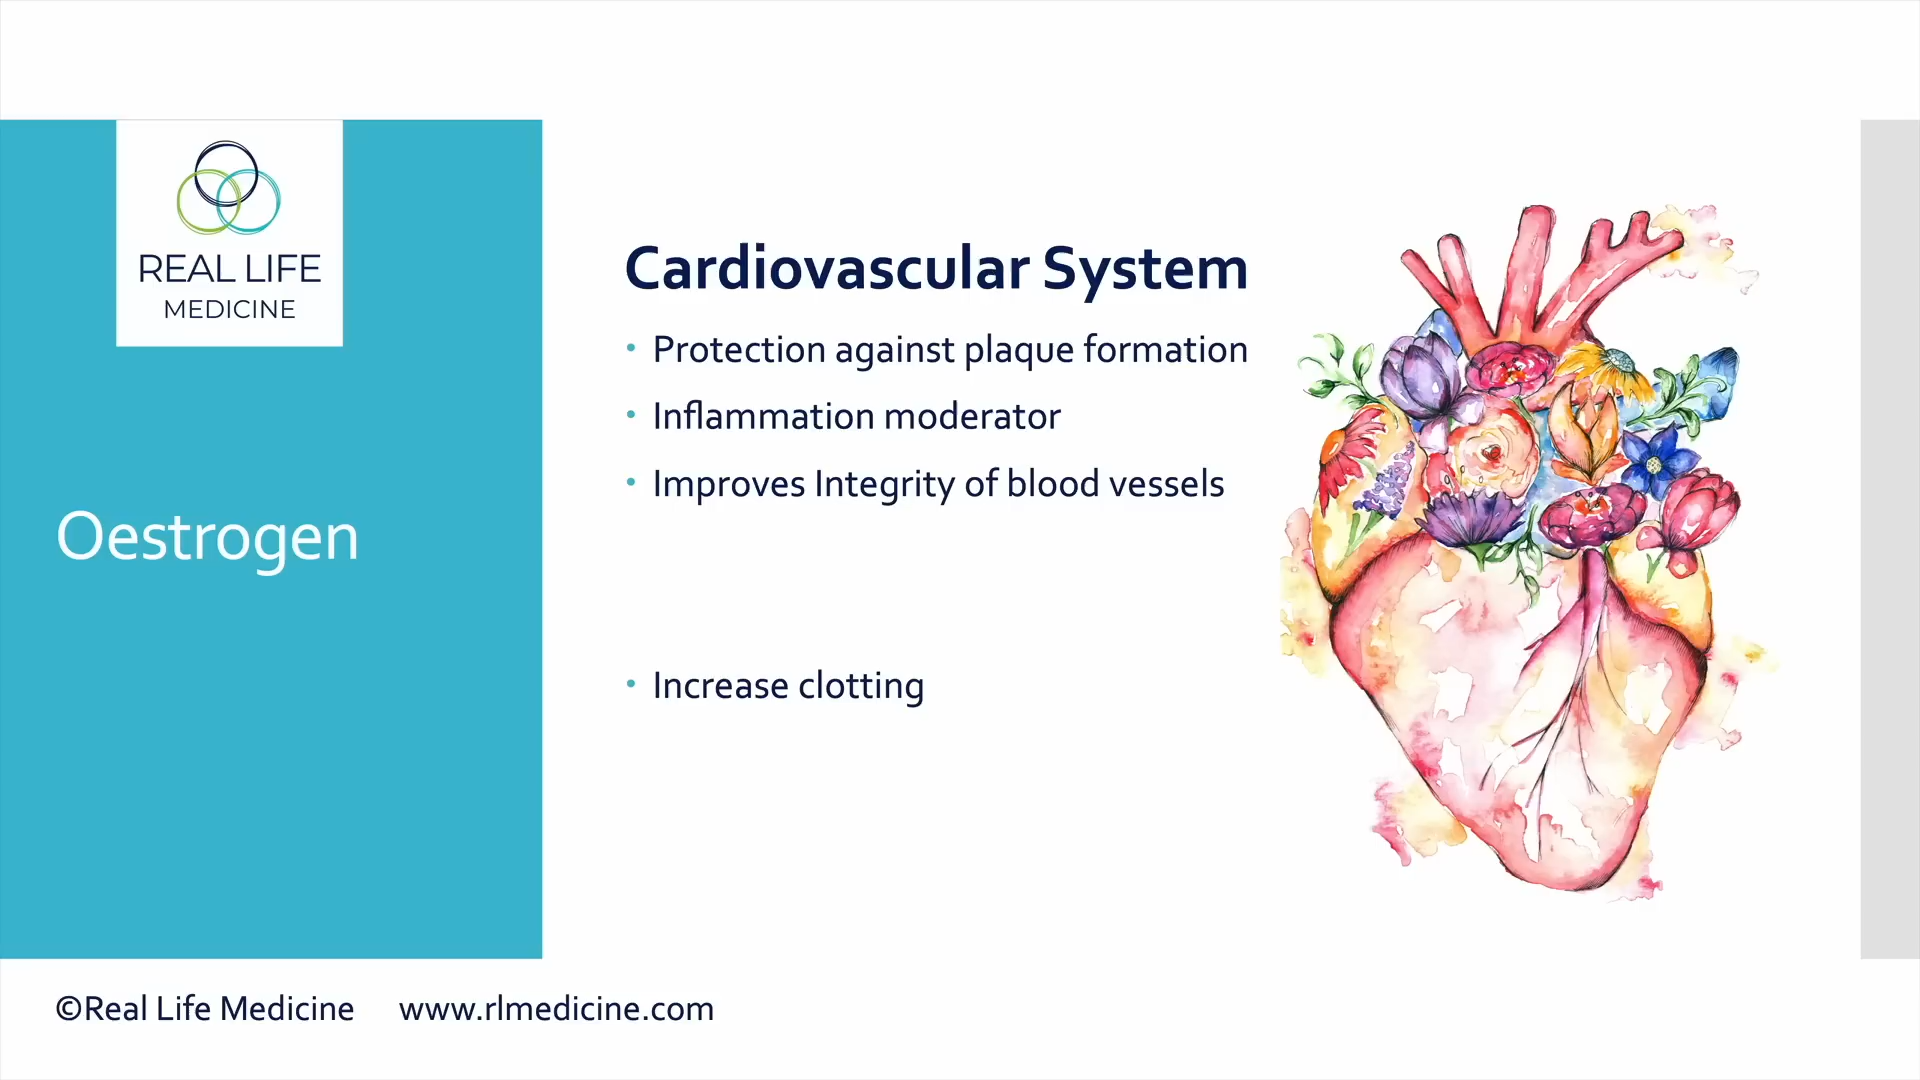 REAL LIFE
MEDICINE
Oestrogen
Cardiovascular System
• Protection against plaque formation
• Inflammation moderator
• Improves Integrity of blood vessels
• Increase clotting
©Real Life Medicine www.rlmedicine.com